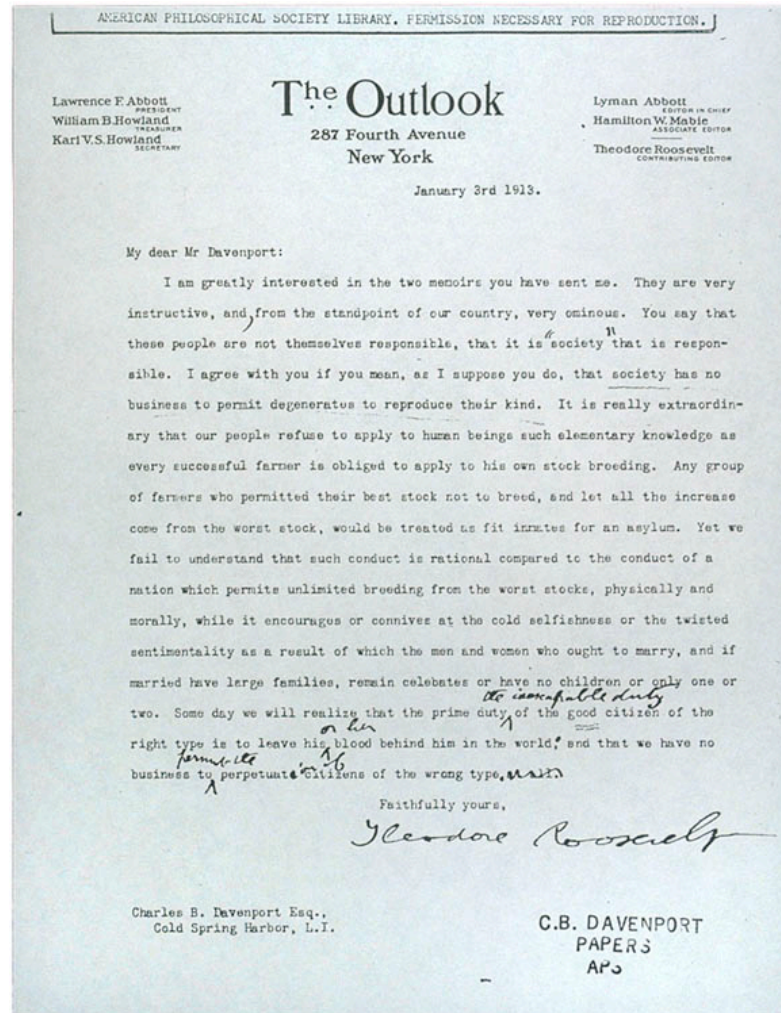 AMERICAN PHILOSOPHICAL SOCIETY LIBRARY. PERMISSION NECESSARY FOR REPRODUCTION.
Lawrence F. Abbott
PRESIDENT
William B. Howland
TREASURER
Karl V. S. Howland
SECRETARY
The Outlook
287 Fourth Avenue
New York
Lyman Abbott
EDITOR IN CHIEF
Hamilton W. Mabie
ASSOCIATE EDITOR
Theodore Roosevelt
CONTRIBUTING EDITOR
January 3rd 1913.
My dear Mr Davenport:
I am greatly interested in the two memoirs you have sent me. They are very
instructive, and, from the standpoint of our country, very ominous. You say that
these people are not themselves responsible, that it is "society" that is respon-
sible. I agree with you if you mean, as I suppose you do, that society has no
business to permit degenerates to reproduce their kind. It is really extraordin-
ary that our people refuse to apply to human beings such elementary knowledge as
every successful farmer is obliged to apply to his own stock breeding. Any group
of farmers who permitted their best stock not to breed, and let all the increase
come from the worst stock, would be treated as fit inmates for an asylum. Yet we
fail to understand that such conduct is rational compared to the conduct of a
nation which permits unlimited breeding from the worst stocks, physically and
morally, while it encourages or connives at the cold selfishness or the twisted
sentimentality as a result of which the men and women who ought to marry, and if
married have large families, remain celebates or have no children or only one or
the inescapable duty
two. Some day we will realize that the prime duty of the good citizen of the
or her
right type is to leave his blood behind him in the world; and that we have no
permit the
business to perpetuation of citizens of the wrong type.
Faithfully yours,
Theodore Roosevelt
Charles B. Davenport Esq.,
Cold Spring Harbor, L.I.
C.B. DAVENPORT
PAPERS
APS